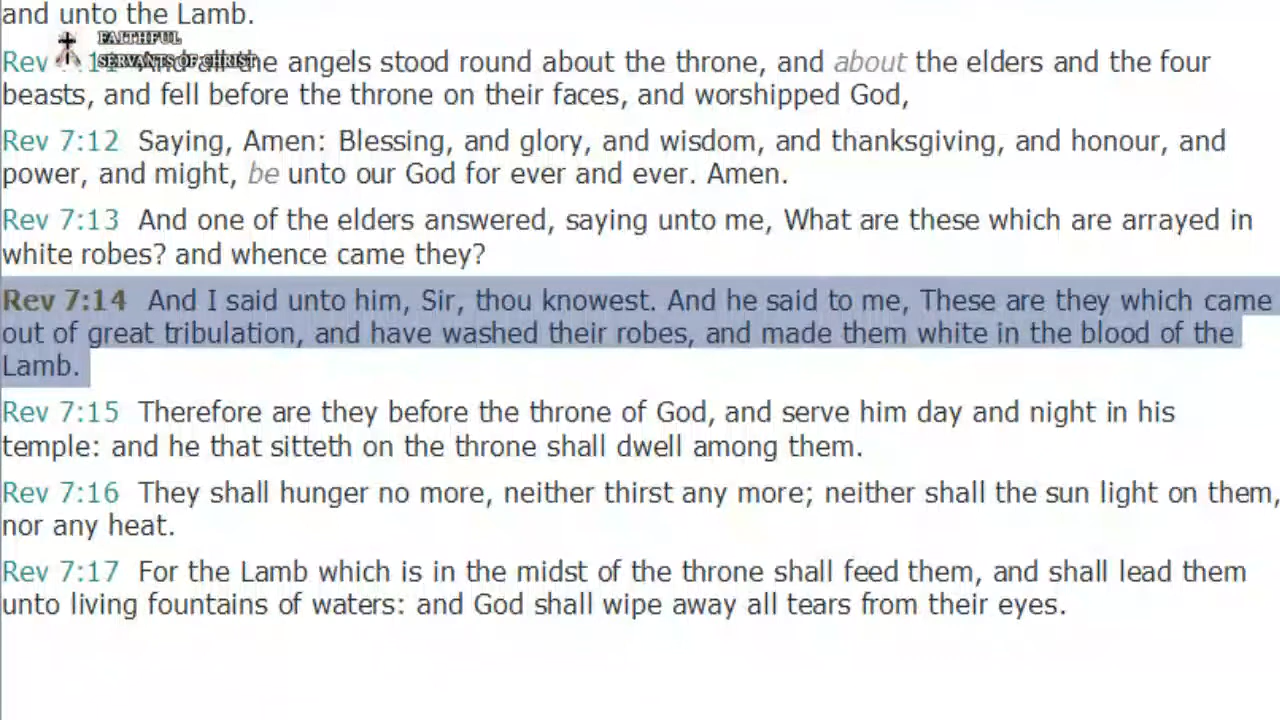 and unto the Lamb.
FAITHFUL
SERVANTS OF CHRIST
Rev 7:11 And all the angels stood round about the throne, and about the elders and the four
beasts, and fell before the throne on their faces, and worshipped God,
Rev 7:12 Saying, Amen: Blessing, and glory, and wisdom, and thanksgiving, and honour, and
power, and might, be unto our God for ever and ever. Amen.
Rev 7:13 And one of the elders answered, saying unto me, What are these which are arrayed in
white robes? and whence came they?
Rev 7:14 And I said unto him, Sir, thou knowest. And he said to me, These are they which came
out of great tribulation, and have washed their robes, and made them white in the blood of the
Lamb.
Rev 7:15 Therefore are they before the throne of God, and serve him day and night in his
temple: and he that sitteth on the throne shall dwell among them.
Rev 7:16 They shall hunger no more, neither thirst any more; neither shall the sun light on them,
nor any heat.
Rev 7:17 For the Lamb which is in the midst of the throne shall feed them, and shall lead them
unto living fountains of waters: and God shall wipe away all tears from their eyes.